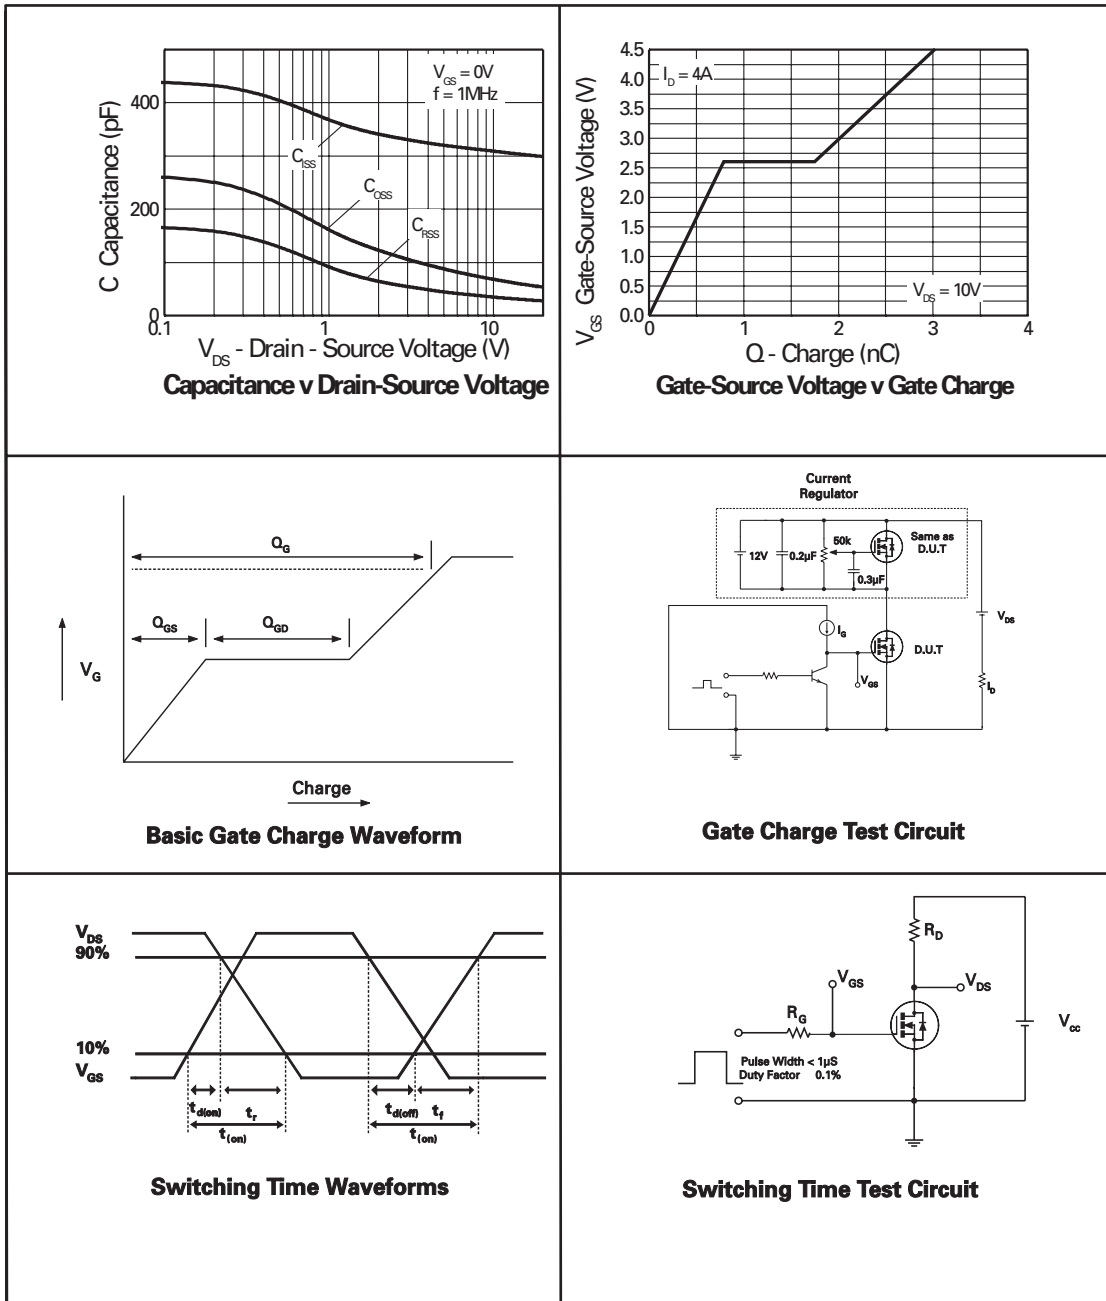 V_GS = 0V
f = 1MHz
400
200
0
C Capacitance (pF)
C_ISS
C_OSS
C_RSS
0.1
1
10
V_DS - Drain - Source Voltage (V)
Capacitance v Drain-Source Voltage
4.5
4.0
3.5
3.0
2.5
2.0
1.5
1.0
0.5
0.0
V_GS Gate-Source Voltage (V)
I_D = 4A
V_DS = 10V
0
1
2
3
4
Q - Charge (nC)
Gate-Source Voltage v Gate Charge
Q_G
Q_GS
Q_GD
V_G
Charge
Basic Gate Charge Waveform
Current
Regulator
12V
0.2µF
50k
0.3µF
Same as
D.U.T
I_G
V_DS
D.U.T
V_GS
I_D
Gate Charge Test Circuit
V_DS
90%
10%
V_GS
t_d(on)
t_r
t_(on)
t_d(off)
t_f
t_(on)
Switching Time Waveforms
R_D
V_GS
V_DS
R_G
V_cc
Pulse Width < 1µS
Duty Factor 0.1%
Switching Time Test Circuit